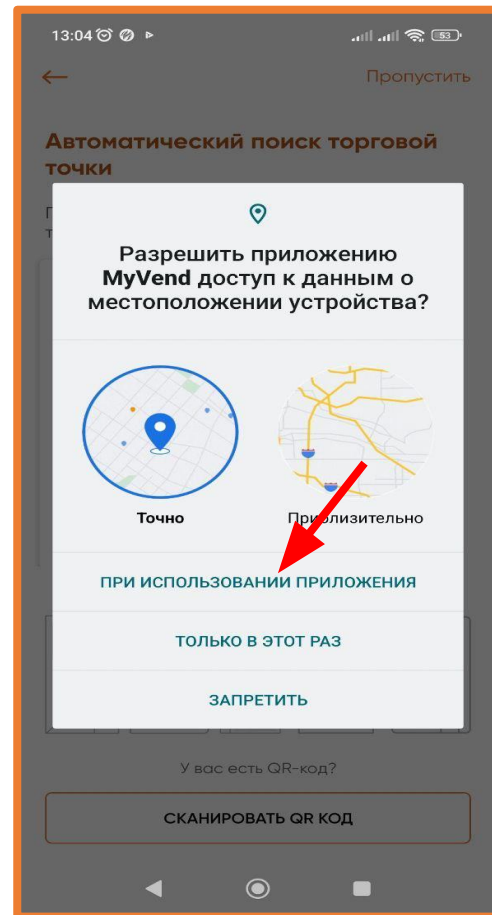 13:04
53
Пропустить
Автоматический поиск торговой
точки
Разрешить приложению
MyVend доступ к данным о
местоположении устройства?
Точно
Приблизительно
ПРИ ИСПОЛЬЗОВАНИИ ПРИЛОЖЕНИЯ
ТОЛЬКО В ЭТОТ РАЗ
ЗАПРЕТИТЬ
У вас есть QR-код?
СКАНИРОВАТЬ QR КОД